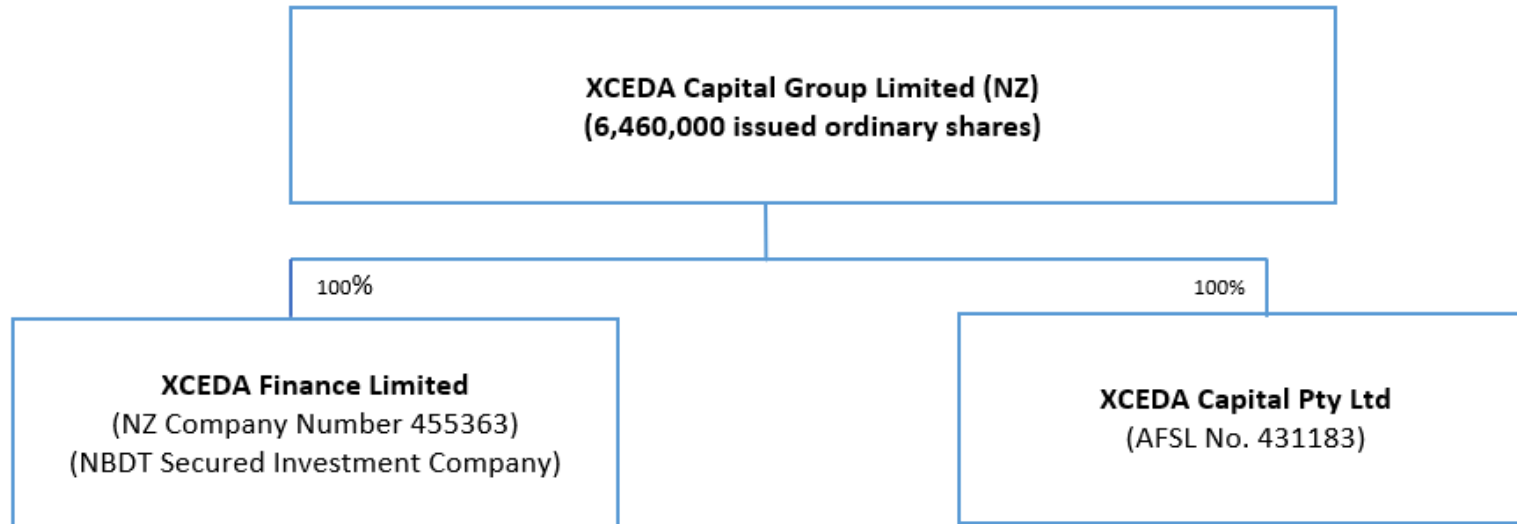 XCEDA Capital Group Limited (NZ)
(6,460,000 issued ordinary shares)
100%
100%
XCEDA Finance Limited
(NZ Company Number 455363)
(NBDT Secured Investment Company)
XCEDA Capital Pty Ltd
(AFSL No. 431183)